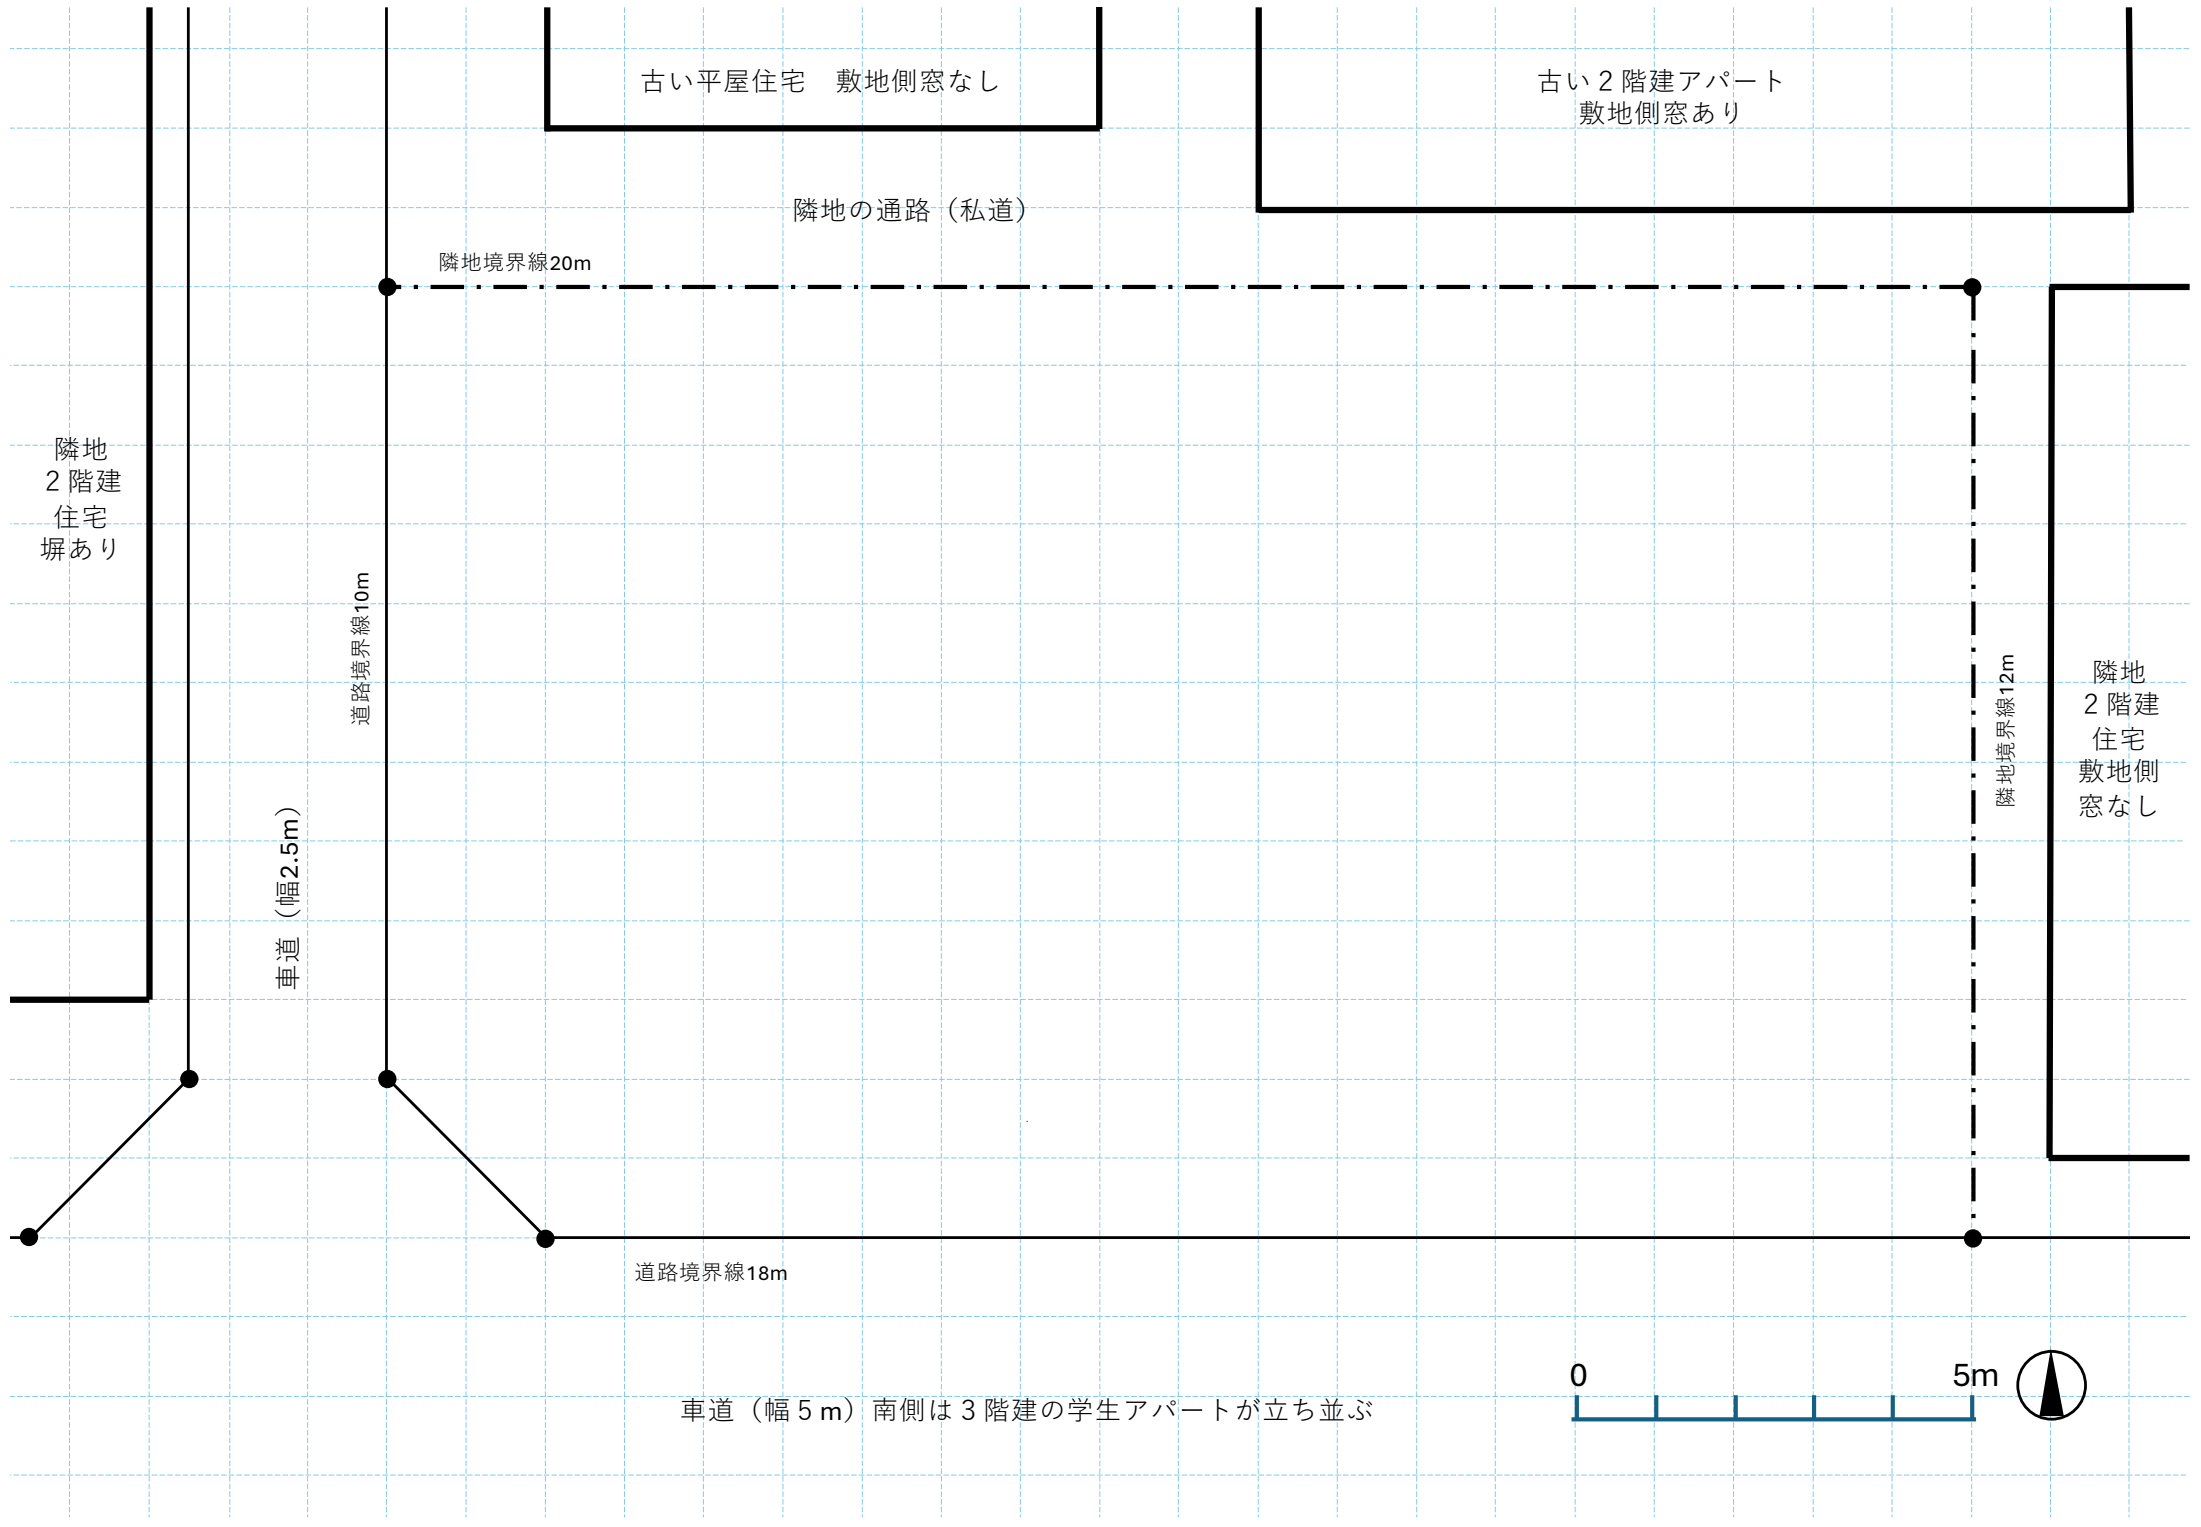 古い平屋住宅　敷地側窓なし
古い２階建アパート
敷地側窓あり
隣地の通路（私道）
隣地境界線20m
隣地
２階建
住宅
塀あり
道路境界線10m
車道（幅2.5m）
隣地境界線12m
隣地
２階建
住宅
敷地側
窓なし
道路境界線18m
車道（幅５m）南側は３階建の学生アパートが立ち並ぶ
0
5m